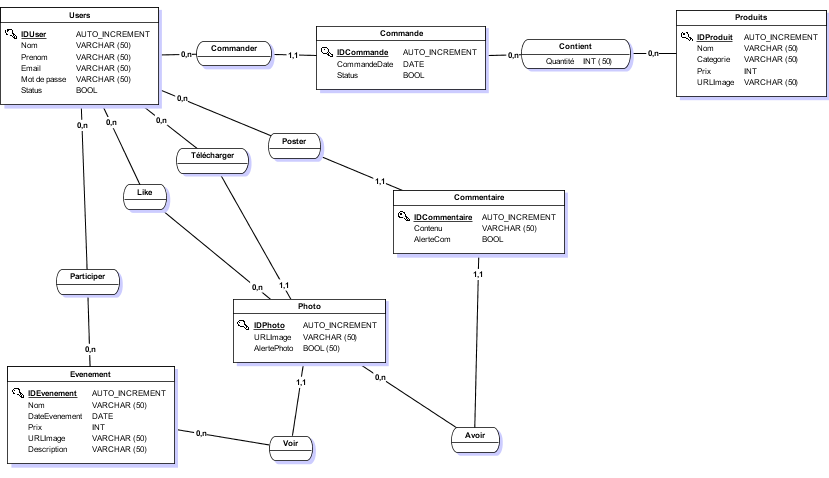 Users
IDUser AUTO_INCREMENT
Nom VARCHAR (50)
Prenom VARCHAR (50)
Email VARCHAR (50)
Mot de passe VARCHAR (50)
Status BOOL
0,n
Commander
1,1
Commande
IDCommande AUTO_INCREMENT
CommandeDate DATE
Status BOOL
0,n
Contient
Quantité INT ( 50)
0,n
Produits
IDProduit AUTO_INCREMENT
Nom VARCHAR (50)
Categorie VARCHAR (50)
Prix INT
URLImage VARCHAR (50)
0,n
0,n
0,n
0,n
Poster
Télécharger
Like
1,1
Commentaire
IDCommentaire AUTO_INCREMENT
Contenu VARCHAR (50)
AlerteCom BOOL
1,1
Participer
0,n
1,1
Photo
IDPhoto AUTO_INCREMENT
URLImage VARCHAR (50)
AlertePhoto BOOL (50)
0,n
Evenement
IDEvenement AUTO_INCREMENT
Nom VARCHAR (50)
DateEvenement DATE
Prix INT
URLImage VARCHAR (50)
Description VARCHAR (50)
1,1
0,n
0,n
Voir
Avoir